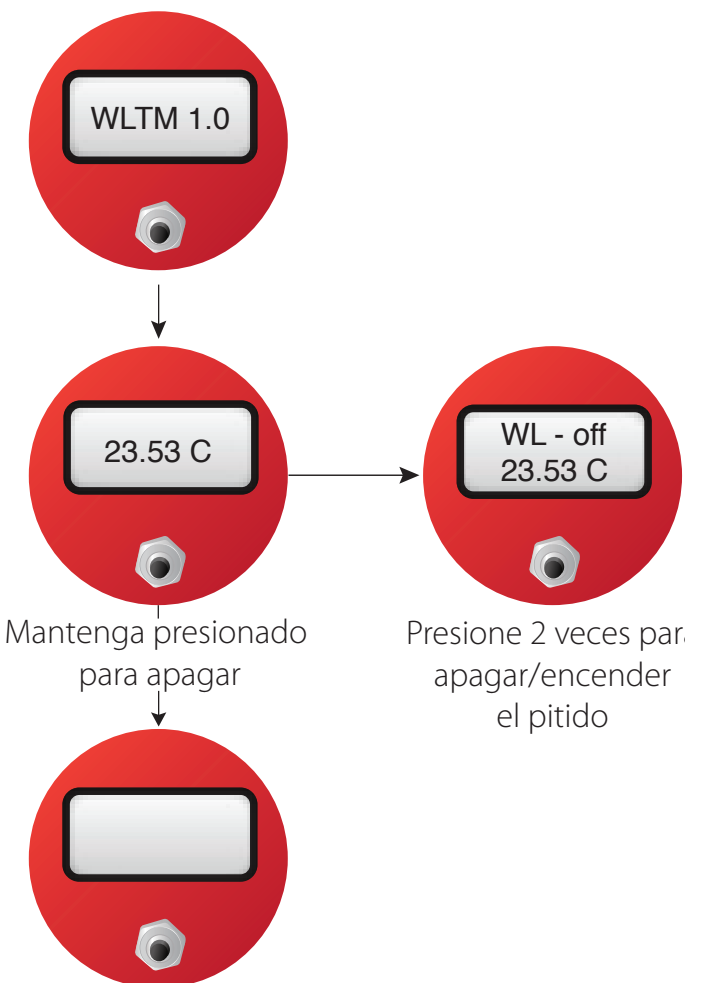 WLTM 1.0
23.53 C
WL - off
23.53 C
Mantenga presionado
para apagar
Presione 2 veces
apagar/encender
el pitido